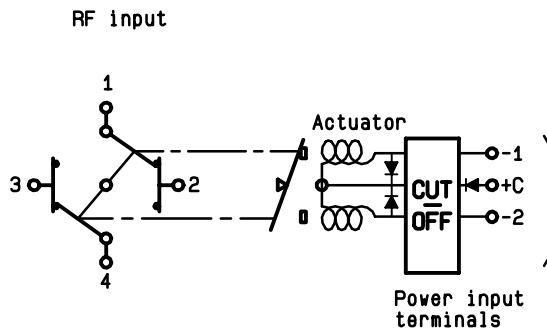 RF input
1
Actuator
3
2
4
CUT
OFF
-1
+C
-2
Power input
terminals